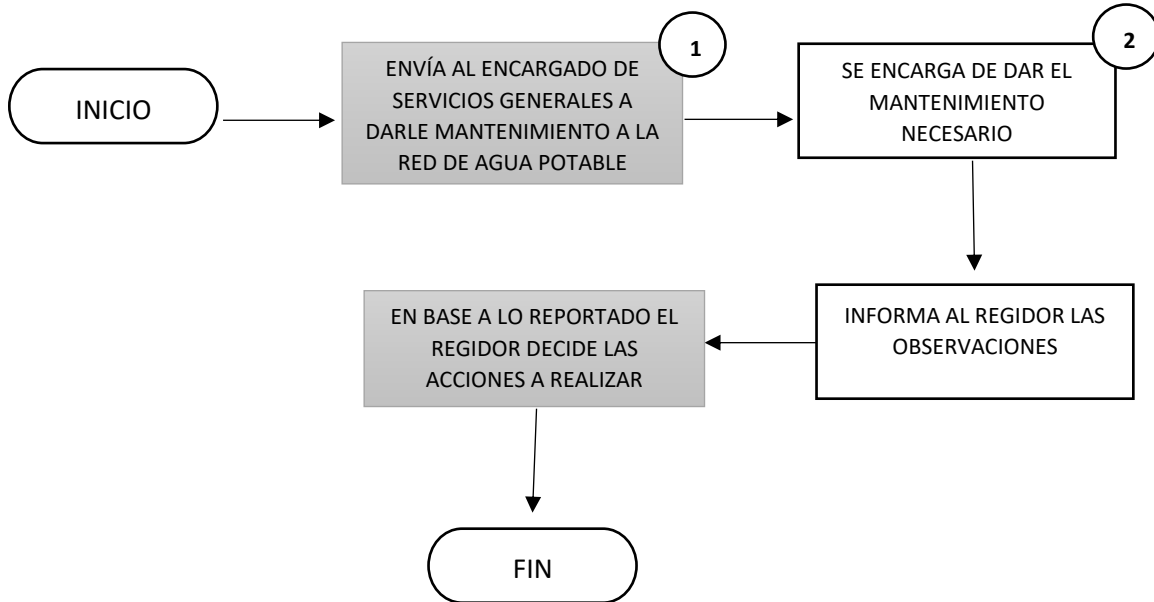 INICIO
1
ENVÍA AL ENCARGADO DE
SERVICIOS GENERALES A
DARLE MANTENIMIENTO A LA
RED DE AGUA POTABLE
2
SE ENCARGA DE DAR EL
MANTENIMIENTO
NECESARIO
INFORMA AL REGIDOR LAS
OBSERVACIONES
EN BASE A LO REPORTADO EL
REGIDOR DECIDE LAS
ACCIONES A REALIZAR
FIN